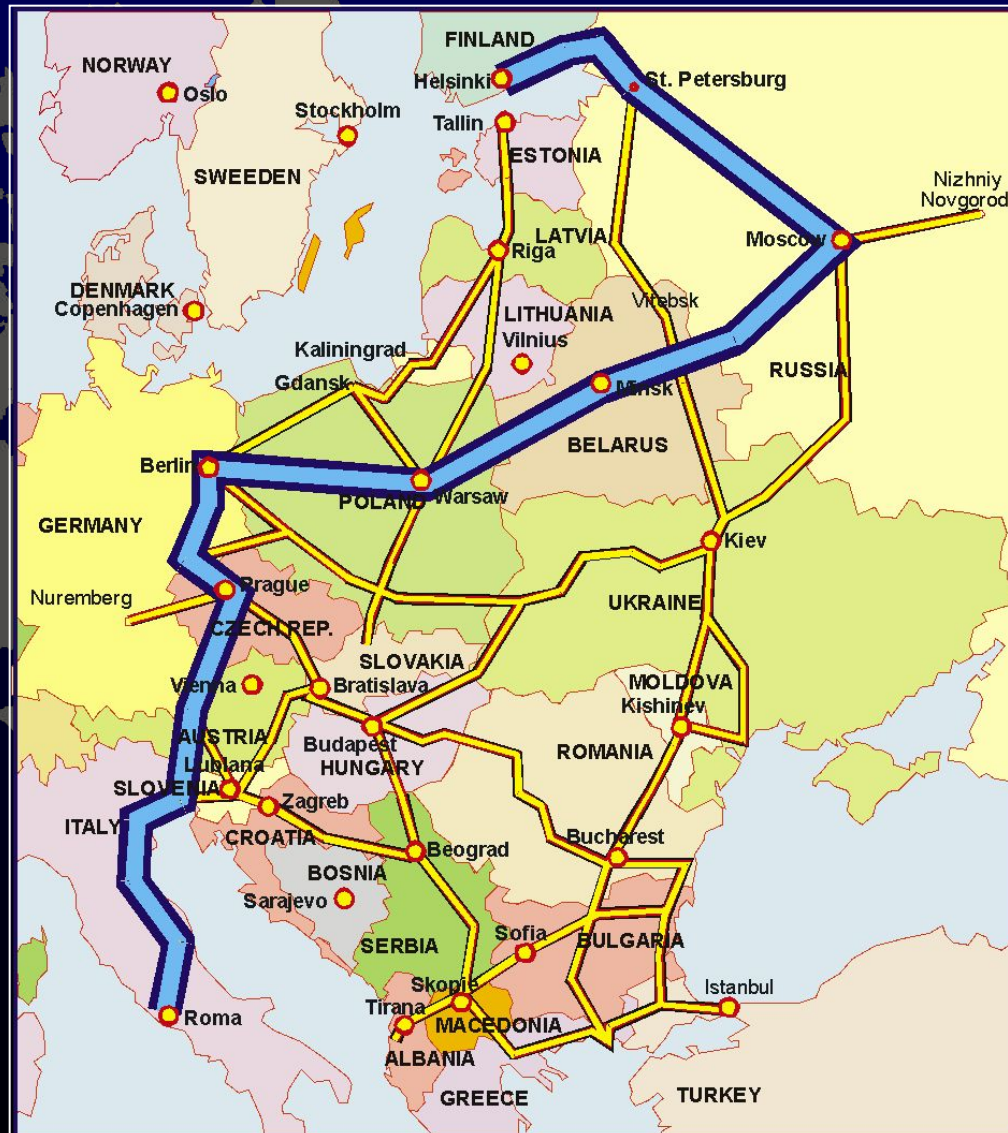 FINLAND
NORWAY
Helsinki
St. Petersburg
Oslo
Stockholm
Tallin
ESTONIA
SWEEDEN
Nizhniy
Novgorod
LATVIA
Moscow
Riga
DENMARK
Copenhagen
Vitebsk
LITHUANIA
Vilnius
Kaliningrad
RUSSIA
Gdansk
Minsk
BELARUS
Berlin
POLAND
Warsaw
GERMANY
Kiev
Prague
Nuremberg
UKRAINE
CZECH REP.
SLOVAKIA
Vienna
Bratislava
MOLDOVA
Kishinev
AUSTRIA
Budapest
ROMANIA
Lublana
HUNGARY
SLOVENIA
Zagreb
ITALY
CROATIA
Bucharest
Beograd
BOSNIA
Sarajevo
Sofia
BULGARIA
SERBIA
Skopje
Istanbul
Tirana
Roma
MACEDONIA
ALBANIA
GREECE
TURKEY